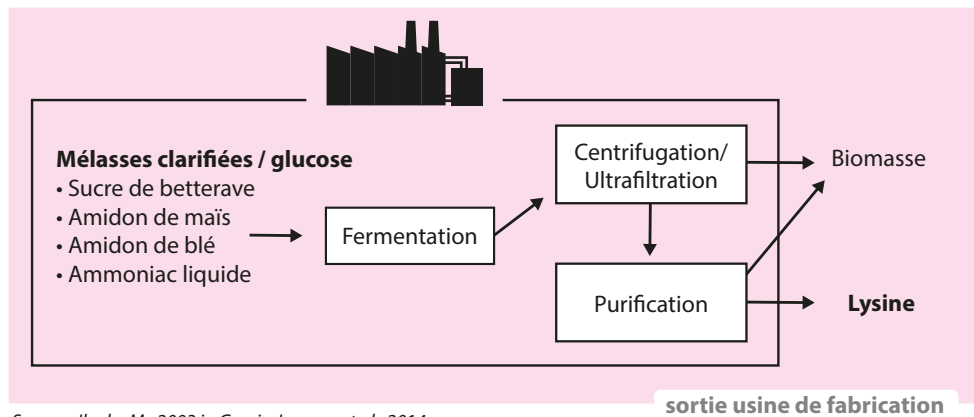 Mélasses clarifiées / glucose
• Sucre de betterave
• Amidon de maïs
• Amidon de blé
• Ammoniac liquide
Fermentation
Centrifugation/
Ultrafiltration
Purification
Biomasse
Lysine
sortie usine de fabrication